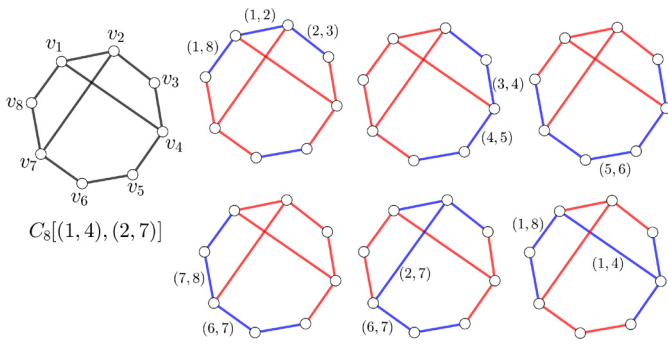 v₁
v₂
v₃
v₄
v₅
v₆
v₇
v₈
C₈[(1, 4), (2, 7)]
(1, 8)
(1, 2)
(2, 3)
(3, 4)
(4, 5)
(5, 6)
(7, 8)
(6, 7)
(2, 7)
(6, 7)
(1, 8)
(1, 4)